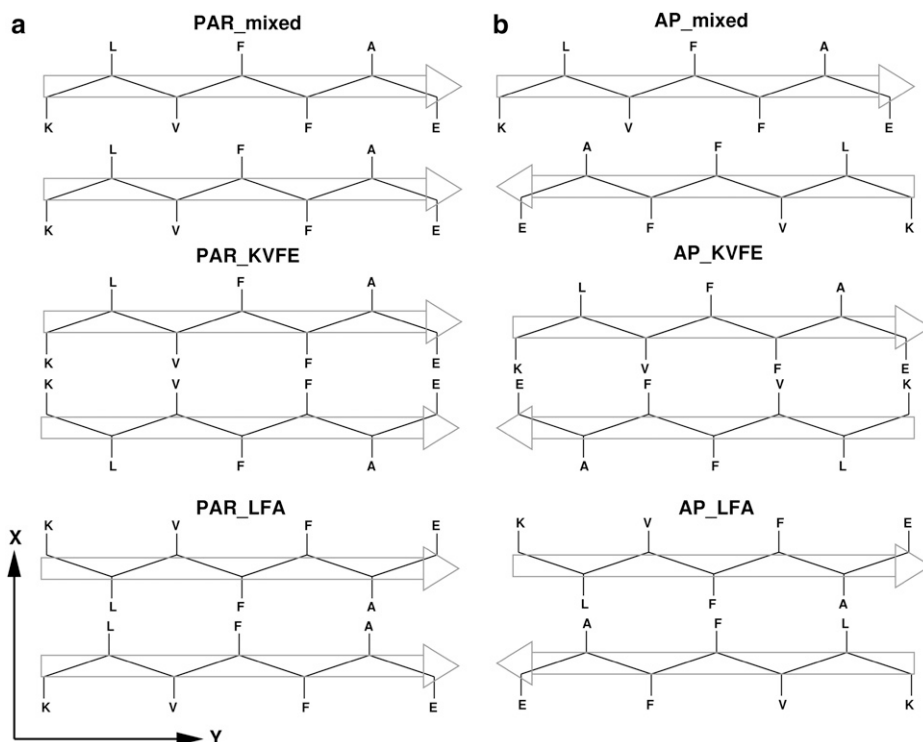 a
PAR_mixed
L F A
K V F E
L F A
K V F E
PAR_KVFE
L F A
K V F E
K V F E
L F A
PAR_LFA
K V F E
L F A
L F A
K V F E
X
Y
b
AP_mixed
L F A
K V F E
A F L
E F V K
AP_KVFE
L F A
K V F E
E F V K
A F L
AP_LFA
K V F E
L F A
A F L
E F V K